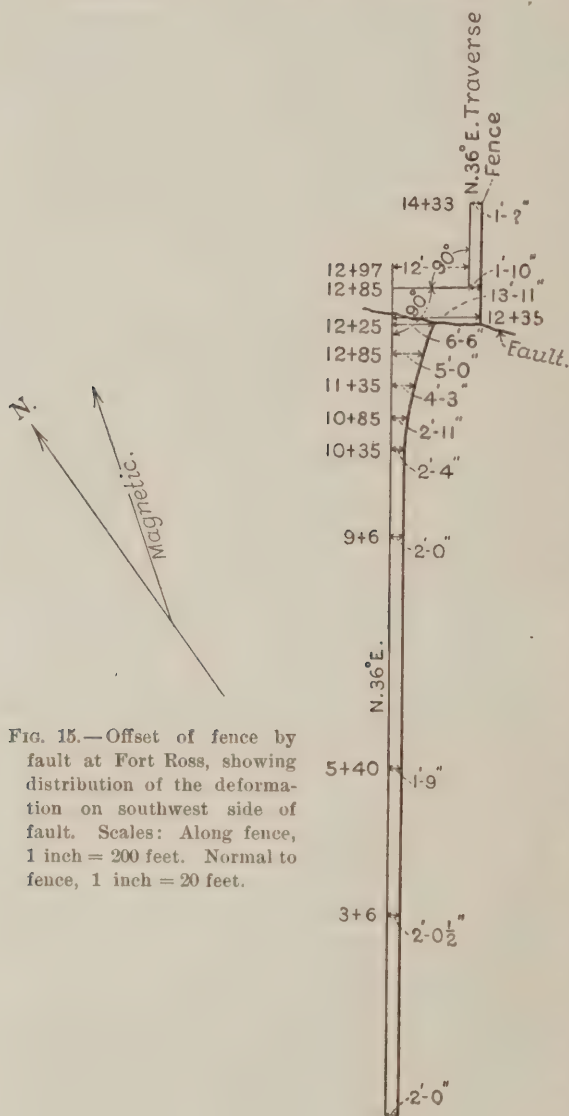 N. 36° E. Traverse
Fence
14+33
1'-?"
90°
12+97
12'-9"
12+85
1'-10"
90°
13'-11"
12+35
12+25
6'-6"
Fault.
12+85
5'-0"
11+35
4'-3"
10+85
2'-11"
10+35
2'-4"
N.
Magnetic.
9+6
2'-0"
N. 36° E.
FIG. 15.—Offset of fence by
fault at Fort Ross, showing
distribution of the deforma-
tion on southwest side of
fault. Scales: Along fence,
1 inch = 200 feet. Normal to
fence, 1 inch = 20 feet.
5+40
1'-9"
3+6
2'-0½"
2'-0"